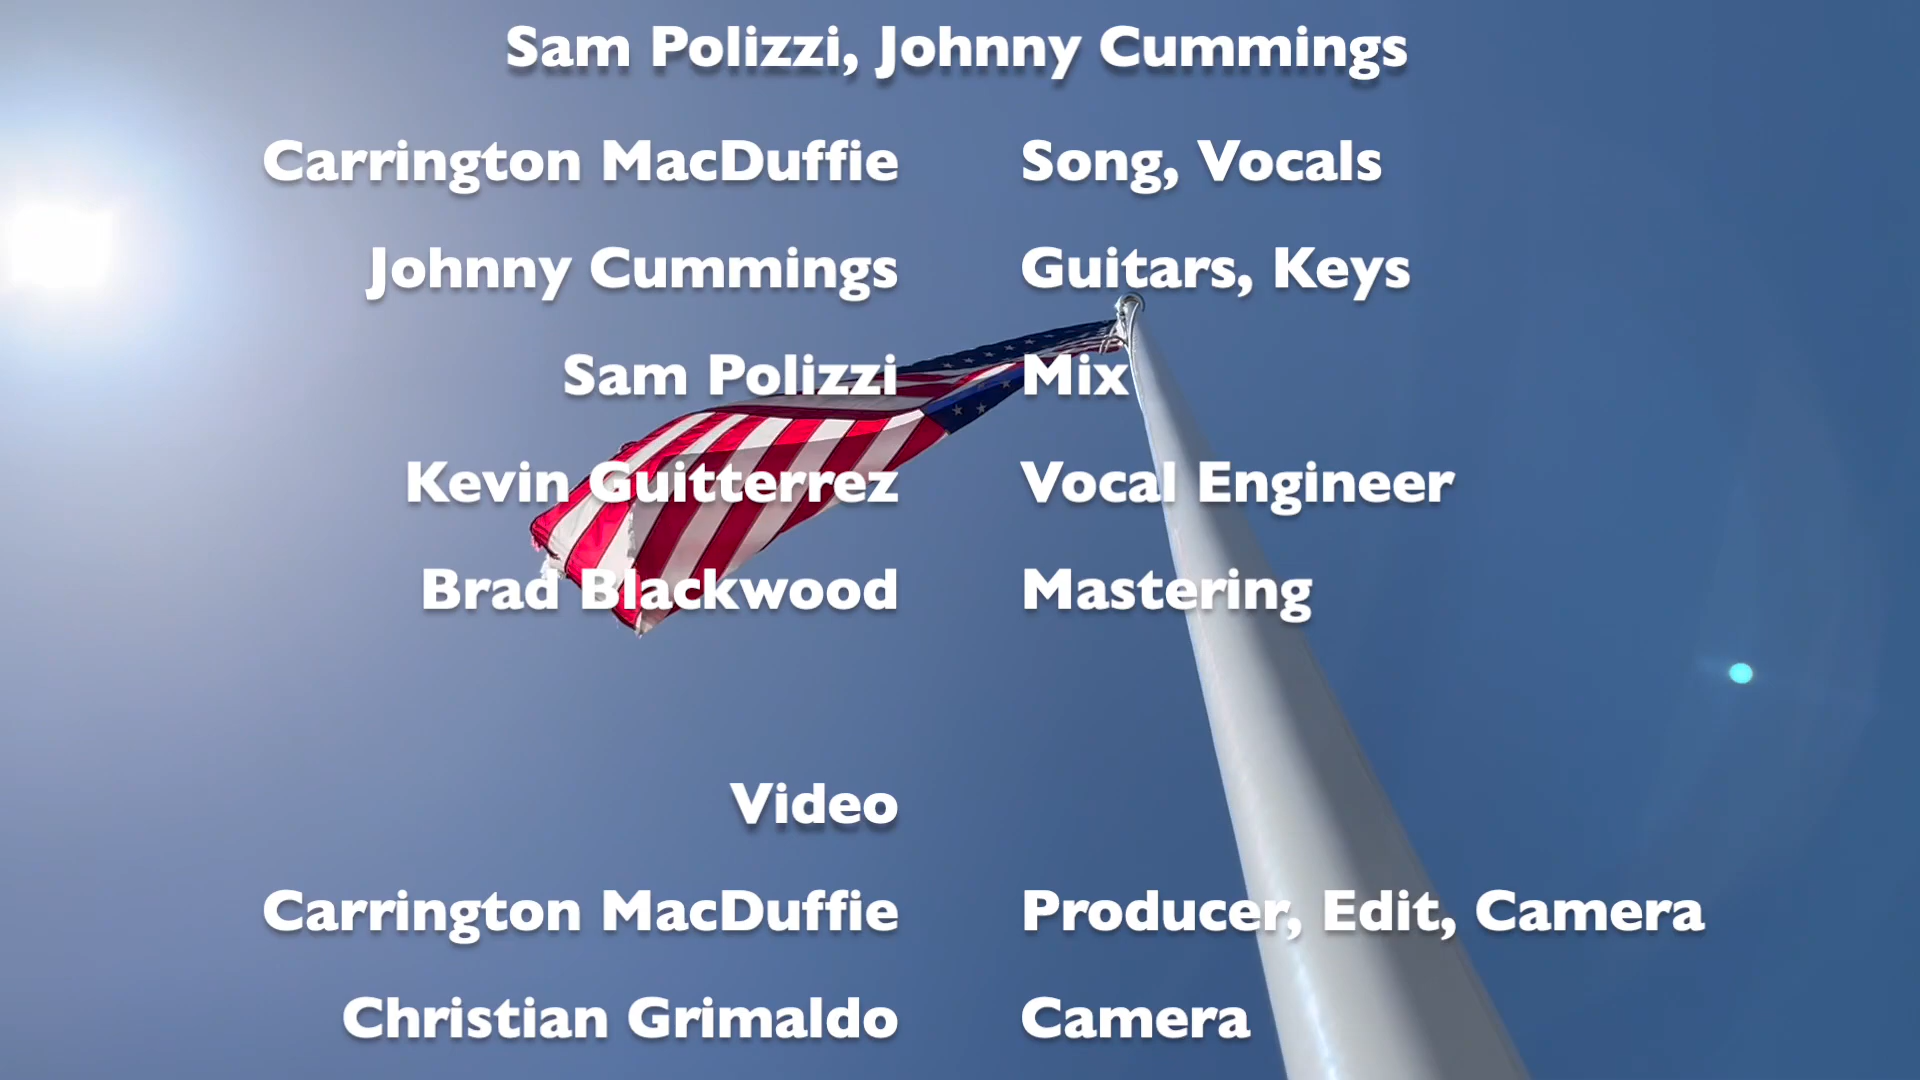 Sam Polizzi, Johnny Cummings
Carrington MacDuffie Song, Vocals
Johnny Cummings Guitars, Keys
Sam Polizzi Mix
Kevin Guitterrez Vocal Engineer
Brad Blackwood Mastering
Video
Carrington MacDuffie Producer, Edit, Camera
Christian Grimaldo Camera